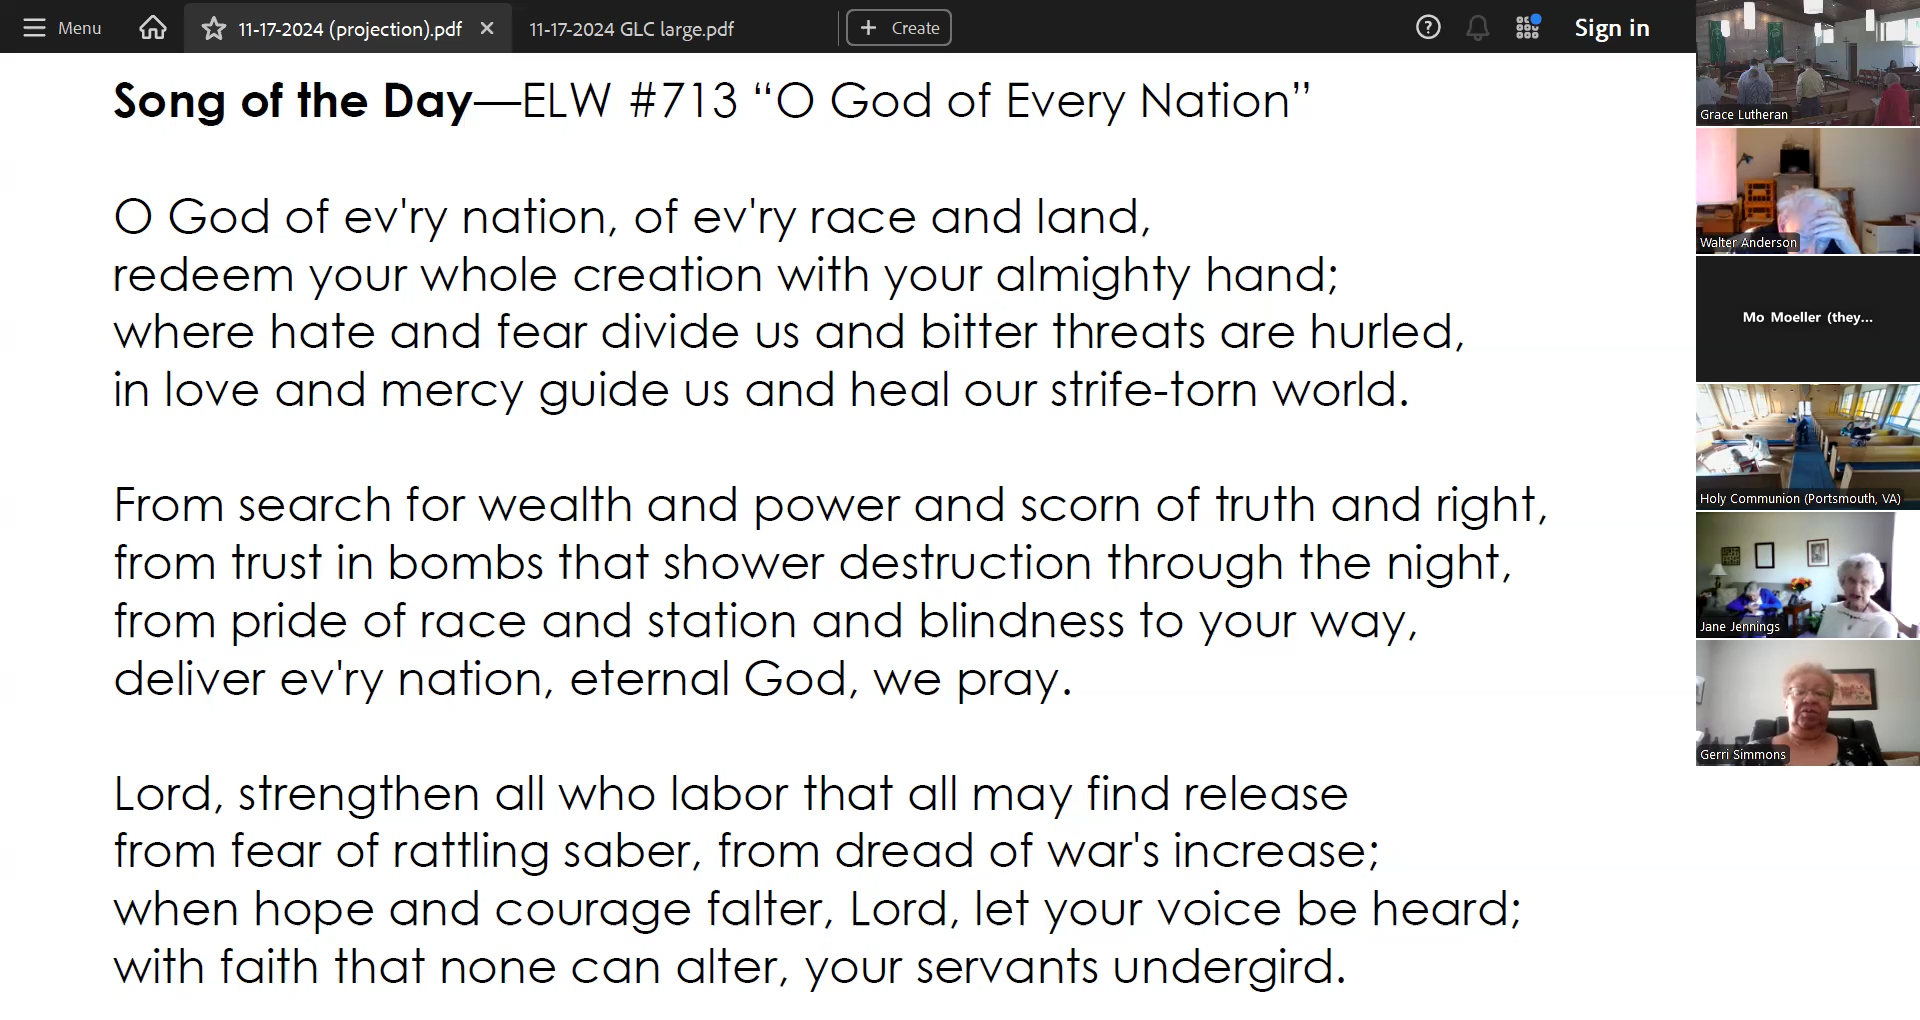 Menu
11-17-2024 (projection).pdf
11-17-2024 GLC large.pdf
Create
Sign in
Song of the Day—ELW #713 “O God of Every Nation”
O God of ev'ry nation, of ev'ry race and land,
redeem your whole creation with your almighty hand;
where hate and fear divide us and bitter threats are hurled,
in love and mercy guide us and heal our strife-torn world.
From search for wealth and power and scorn of truth and right,
from trust in bombs that shower destruction through the night,
from pride of race and station and blindness to your way,
deliver ev'ry nation, eternal God, we pray.
Lord, strengthen all who labor that all may find release
from fear of rattling saber, from dread of war's increase;
when hope and courage falter, Lord, let your voice be heard;
with faith that none can alter, your servants undergird.
Grace Lutheran
Walter Anderson
Mo Moeller (they...
Holy Communion (Portsmouth, VA)
Jane Jennings
Gerri Simmons